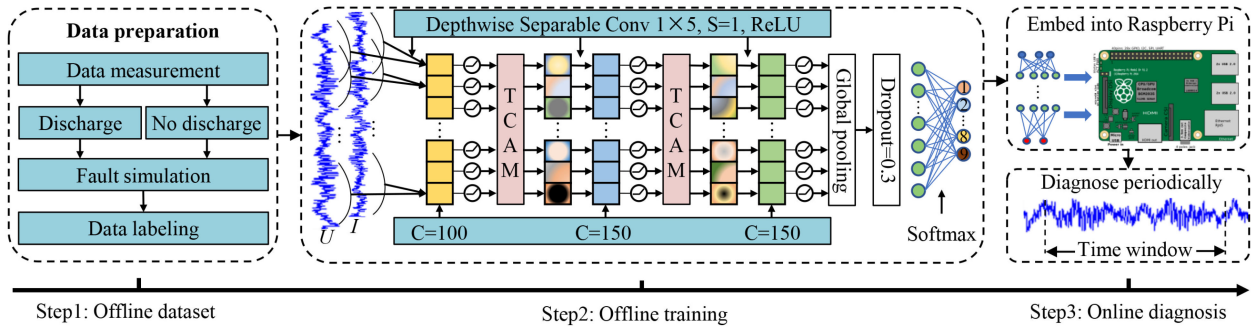 Data preparation
Data measurement
Discharge
No discharge
Fault simulation
Data labeling
U
I
Depthwise Separable Conv 1×5, S=1, ReLU
TCAM
TCAM
Global pooling
Dropout=0.3
1
2
8
9
C=100
C=150
C=150
Softmax
Embed into Raspberry Pi
Diagnose periodically
Time window
Step1: Offline dataset
Step2: Offline training
Step3: Online diagnosis